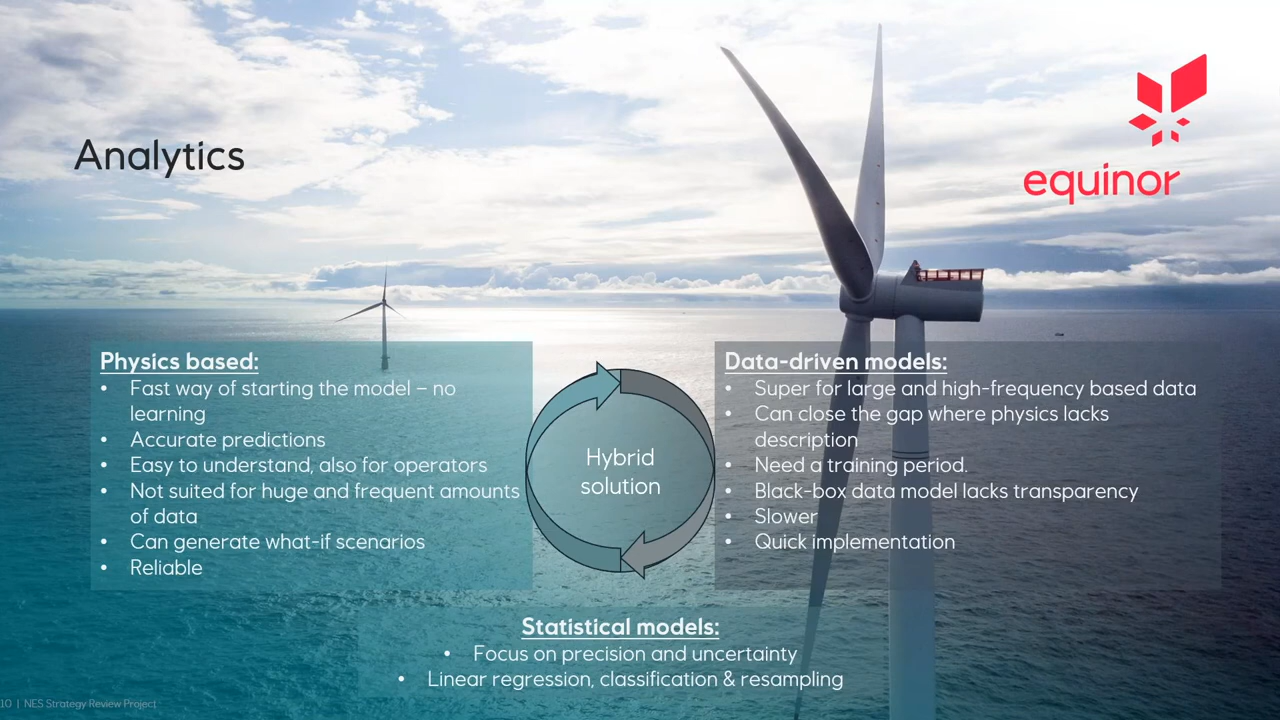 Analytics
equinor
Physics based:
• Fast way of starting the model – no
learning
• Accurate predictions
• Easy to understand, also for operators
• Not suited for huge and frequent amounts
of data
• Can generate what-if scenarios
• Reliable
Hybrid
solution
Data-driven models:
• Super for large and high-frequency based data
• Can close the gap where physics lacks
description
• Need a training period.
• Black-box data model lacks transparency
• Slower
• Quick implementation
Statistical models:
• Focus on precision and uncertainty
• Linear regression, classification & resampling
10 | NES Strategy Review Project